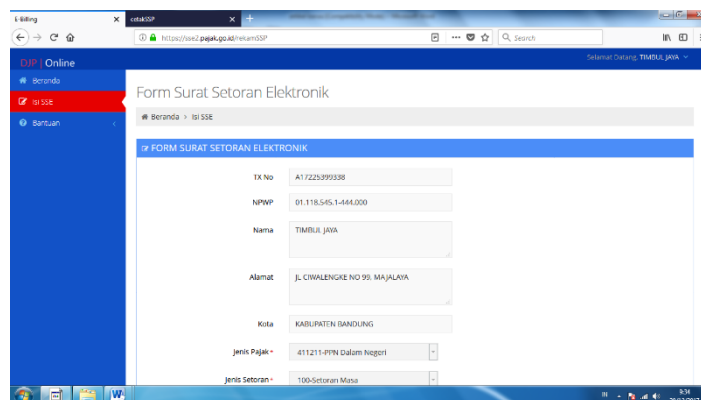 E-Billing
cetakSSP
https://sse2.pajak.go.id/rekamSSP
Search
DJP | Online
Selamat Datang, TIMBUL JAYA
Beranda
Isi SSE
Bantuan
Form Surat Setoran Elektronik
Beranda > Isi SSE
FORM SURAT SETORAN ELEKTRONIK
TX No A17225399338
NPWP 01.118.545.1-444.000
Nama TIMBUL JAYA
Alamat JL CIWALENGKE NO 99. MAJALAYA
Kota KABUPATEN BANDUNG
Jenis Pajak * 411211-PPN Dalam Negeri
Jenis Setoran * 100-Setoran Masa
IN
9:34